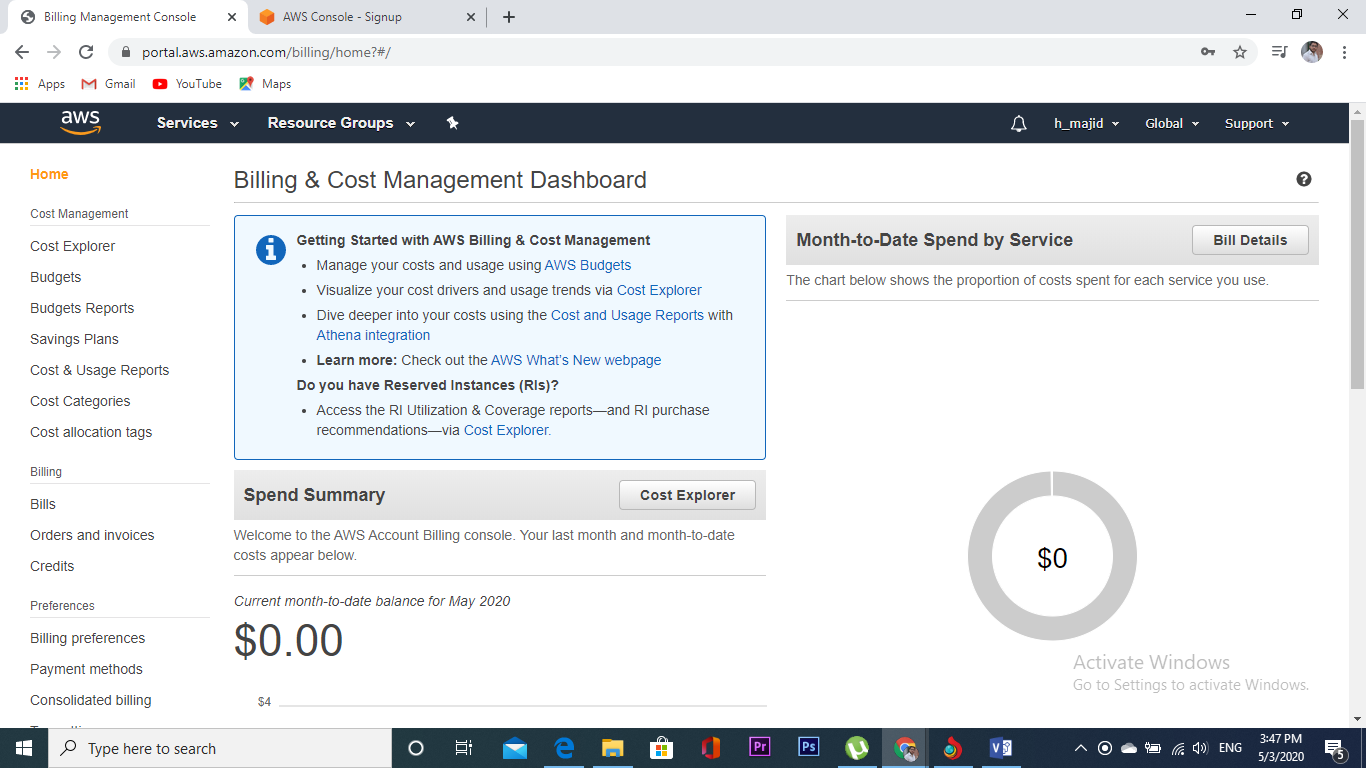 Billing Management Console
AWS Console - Signup
portal.aws.amazon.com/billing/home?#/
Apps Gmail YouTube Maps
aws Services Resource Groups h_majid Global Support
Home
Cost Management
Cost Explorer
Budgets
Budgets Reports
Savings Plans
Cost & Usage Reports
Cost Categories
Cost allocation tags
Billing
Bills
Orders and invoices
Credits
Preferences
Billing preferences
Payment methods
Consolidated billing
Billing & Cost Management Dashboard
?
i
Getting Started with AWS Billing & Cost Management
• Manage your costs and usage using AWS Budgets
• Visualize your cost drivers and usage trends via Cost Explorer
• Dive deeper into your costs using the Cost and Usage Reports with
Athena integration
• Learn more: Check out the AWS What's New webpage
Do you have Reserved Instances (RIs)?
• Access the RI Utilization & Coverage reports—and RI purchase
recommendations—via Cost Explorer.
Spend Summary Cost Explorer
Welcome to the AWS Account Billing console. Your last month and month-to-date
costs appear below.
Current month-to-date balance for May 2020
$0.00
$4
Month-to-Date Spend by Service Bill Details
The chart below shows the proportion of costs spent for each service you use.
$0
Activate Windows
Go to Settings to activate Windows.
Type here to search
Pr
Ps
ENG
3:47 PM
5/3/2020
5